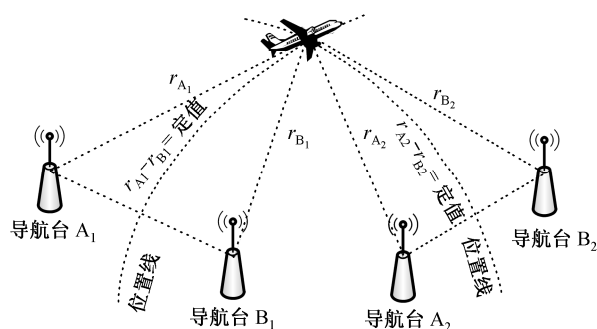 r_A₁
r_B₂
r_A1−r_B1=定值
r_B₁
r_A₂
r_A2−r_B2=定值
导航台 A₁
导航台 B₂
位置线
位置线
导航台 B₁
导航台 A₂